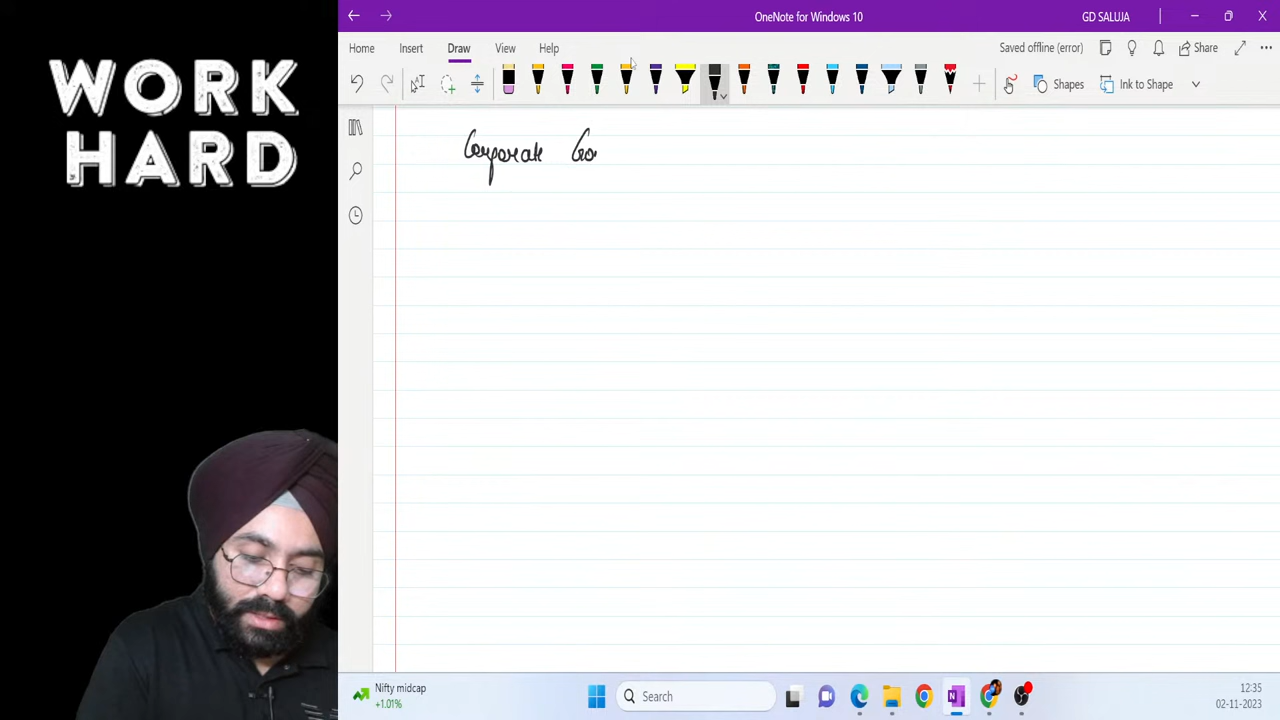 WORK
HARD
OneNote for Windows 10
GD SALUJA
Home
Insert
Draw
View
Help
Saved offline (error)
Share
Shapes
Ink to Shape
Corporate Go
Nifty midcap
+1.01%
Search
12:35
02-11-2023